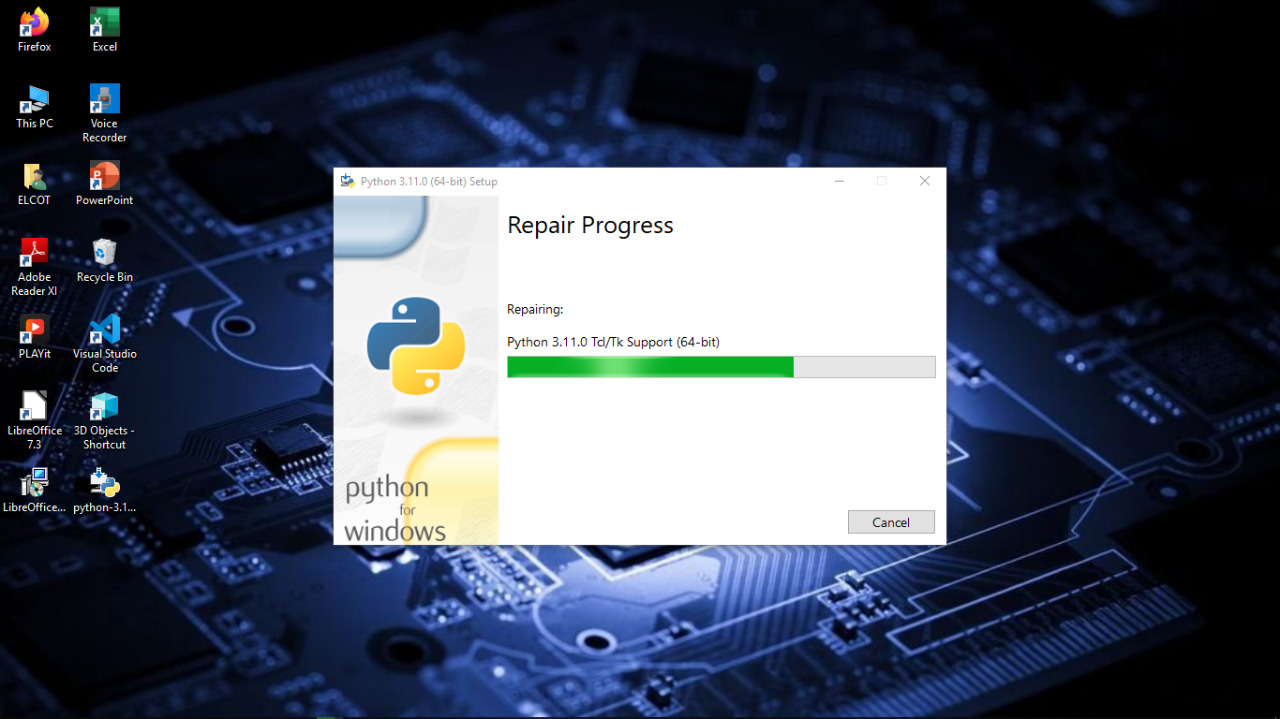 Firefox
Excel
This PC
Voice
Recorder
ELCOT
PowerPoint
Adobe
Reader XI
Recycle Bin
PLAYit
Visual Studio
Code
LibreOffice
7.3
3D Objects -
Shortcut
LibreOffice...
python-3.1...
Python 3.11.0 (64-bit) Setup
Repair Progress
Repairing:
Python 3.11.0 Tcl/Tk Support (64-bit)
python
for
windows
Cancel